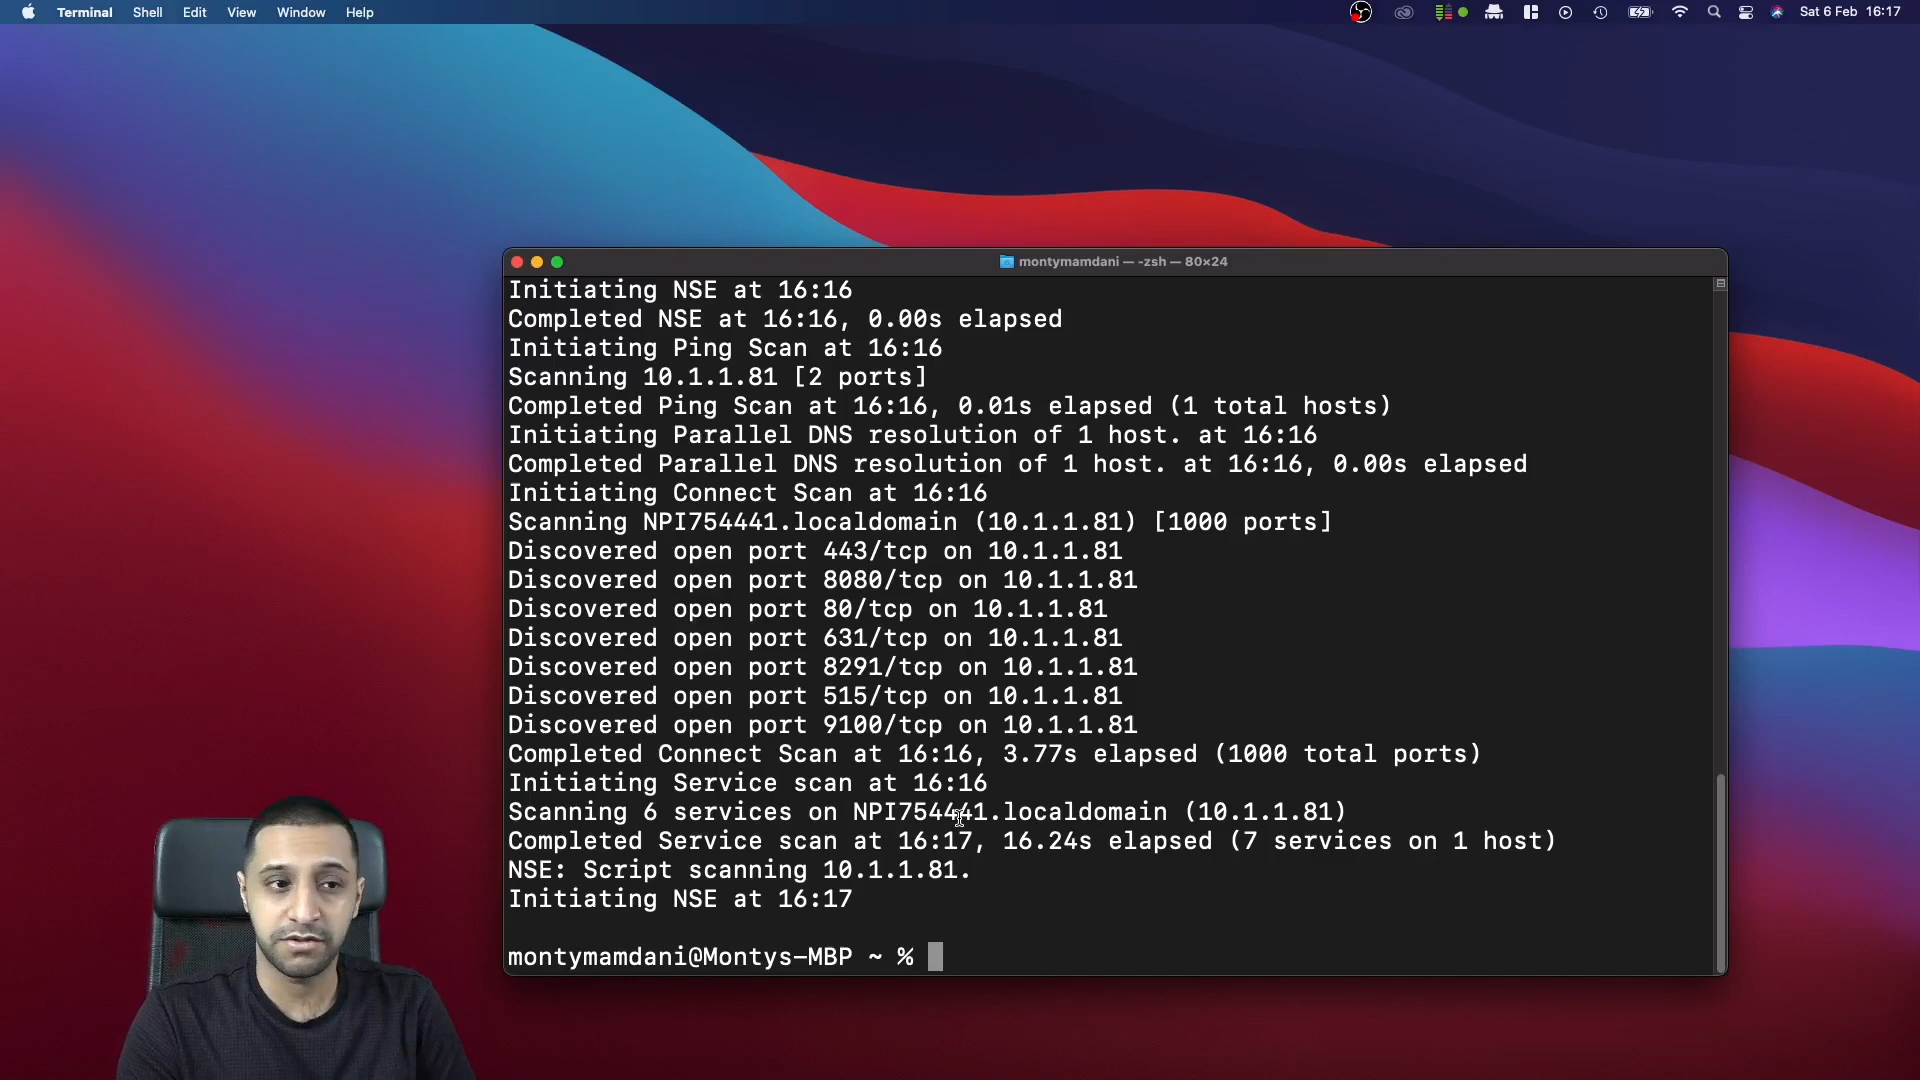 Terminal Shell Edit View Window Help Sat 6 Feb 16:17
montymamdani — -zsh — 80×24
Initiating NSE at 16:16
Completed NSE at 16:16, 0.00s elapsed
Initiating Ping Scan at 16:16
Scanning 10.1.1.81 [2 ports]
Completed Ping Scan at 16:16, 0.01s elapsed (1 total hosts)
Initiating Parallel DNS resolution of 1 host. at 16:16
Completed Parallel DNS resolution of 1 host. at 16:16, 0.00s elapsed
Initiating Connect Scan at 16:16
Scanning NPI754441.localdomain (10.1.1.81) [1000 ports]
Discovered open port 443/tcp on 10.1.1.81
Discovered open port 8080/tcp on 10.1.1.81
Discovered open port 80/tcp on 10.1.1.81
Discovered open port 631/tcp on 10.1.1.81
Discovered open port 8291/tcp on 10.1.1.81
Discovered open port 515/tcp on 10.1.1.81
Discovered open port 9100/tcp on 10.1.1.81
Completed Connect Scan at 16:16, 3.77s elapsed (1000 total ports)
Initiating Service scan at 16:16
Scanning 6 services on NPI754441.localdomain (10.1.1.81)
Completed Service scan at 16:17, 16.24s elapsed (7 services on 1 host)
NSE: Script scanning 10.1.1.81.
Initiating NSE at 16:17
montymamdani@Montys-MBP ~ %